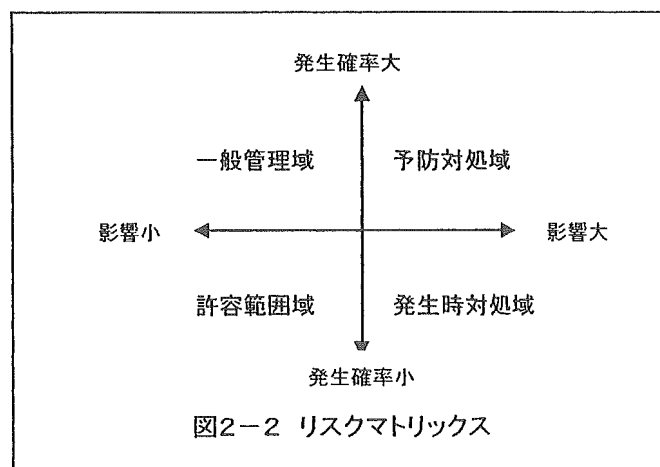 発生確率大
一般管理域 予防対処域
影響小 影響大
許容範囲域 発生時対処域
発生確率小
図2-2 リスクマトリックス